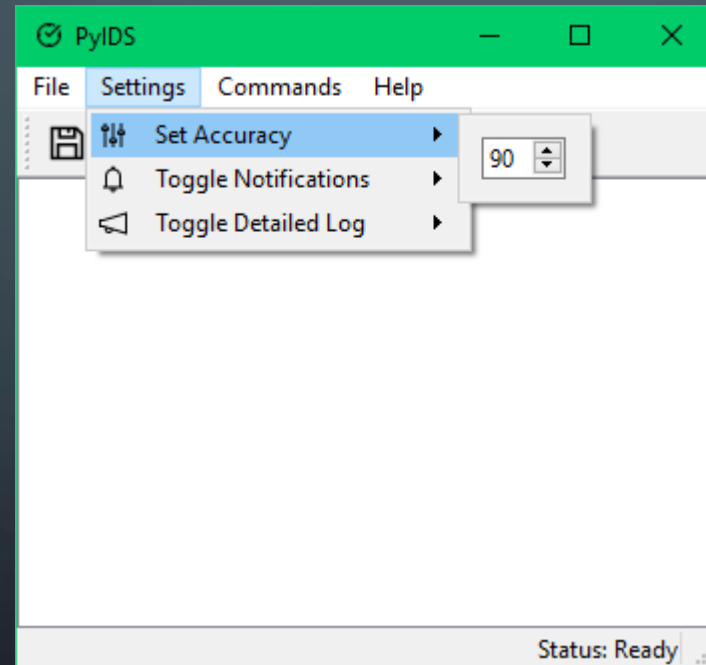 PyIDS
File Settings Commands Help
Set Accuracy
90
Toggle Notifications
Toggle Detailed Log
Status: Ready